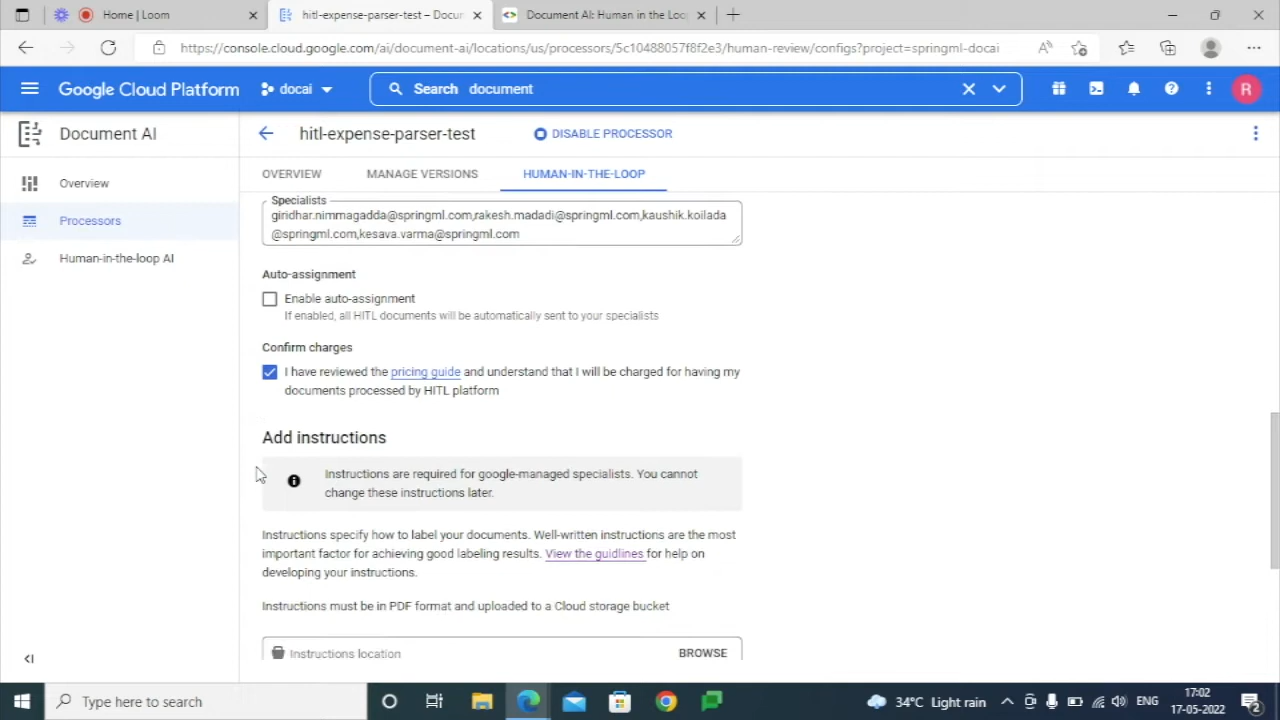 Home | Loom
hitl-expense-parser-test – Docum
Document AI: Human in the Loop
https://console.cloud.google.com/ai/document-ai/locations/us/processors/5c10488057f8f2e3/human-review/configs?project=springml-docai
Google Cloud Platform
docai
Search document
R
Document AI
hitl-expense-parser-test
DISABLE PROCESSOR
Overview
Processors
Human-in-the-loop AI
OVERVIEW
MANAGE VERSIONS
HUMAN-IN-THE-LOOP
Specialists
giridhar.nimmagadda@springml.com,rakesh.madadi@springml.com,kaushik.koilada
@springml.com,kesava.varma@springml.com
Auto-assignment
Enable auto-assignment
If enabled, all HITL documents will be automatically sent to your specialists
Confirm charges
I have reviewed the pricing guide and understand that I will be charged for having my
documents processed by HITL platform
Add instructions
Instructions are required for google-managed specialists. You cannot
change these instructions later.
Instructions specify how to label your documents. Well-written instructions are the most
important factor for achieving good labeling results. View the guidlines for help on
developing your instructions.
Instructions must be in PDF format and uploaded to a Cloud storage bucket
Instructions location
BROWSE
Type here to search
34°C Light rain
ENG
17:02
17-05-2022
2